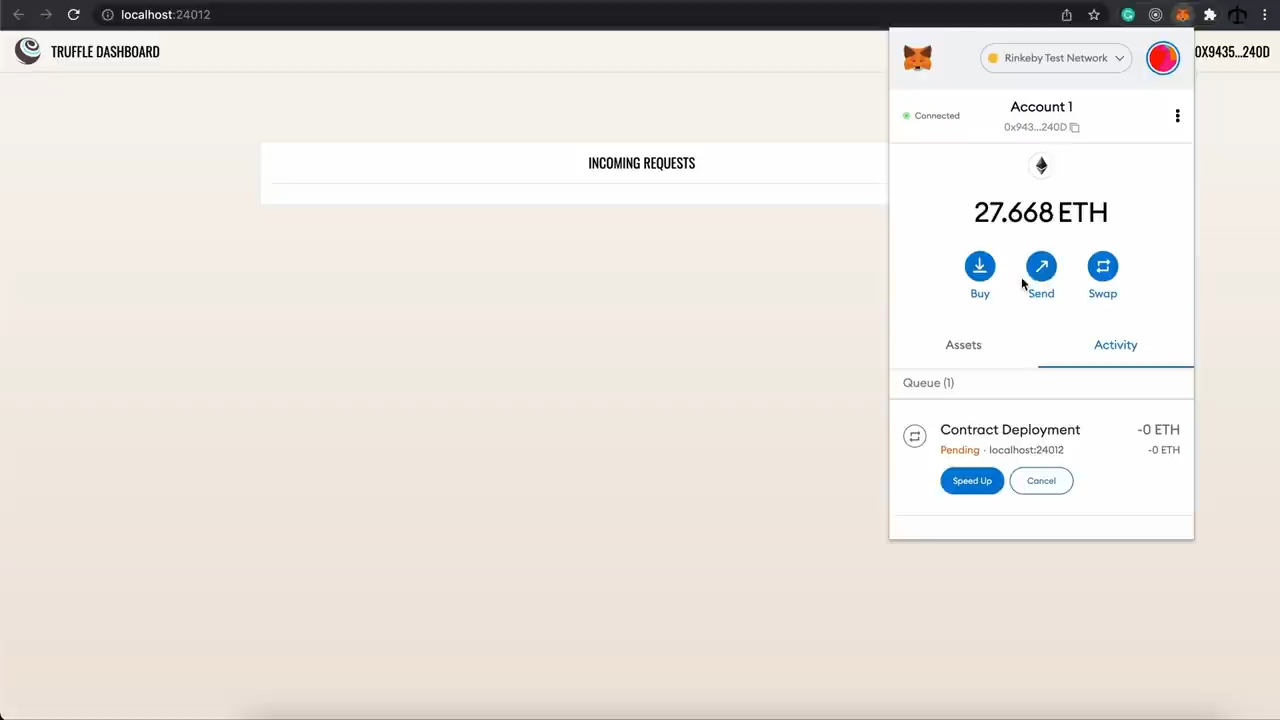 localhost:24012
TRUFFLE DASHBOARD
Rinkeby Test Network
0X9435...240D
Connected
Account 1
0x943...240D
INCOMING REQUESTS
27.668 ETH
Buy
Send
Swap
Assets
Activity
Queue (1)
Contract Deployment
-0 ETH
Pending · localhost:24012
-0 ETH
Speed Up
Cancel